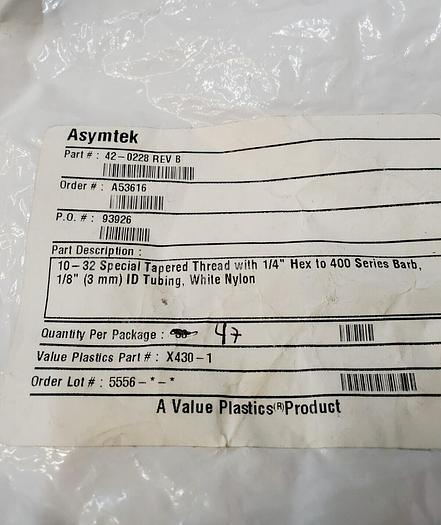 Asymtek
Part # : 42-0228 REV B
Order # : A53616
P.O. # : 93926
Part Description :
10-32 Special Tapered Thread with 1/4" Hex to 400 Series Barb,
1/8" (3 mm) ID Tubing, White Nylon
Quantity Per Package : 47
Value Plastics Part # : X430-1
Order Lot # : 5556-*-*
A Value Plastics(R)Product